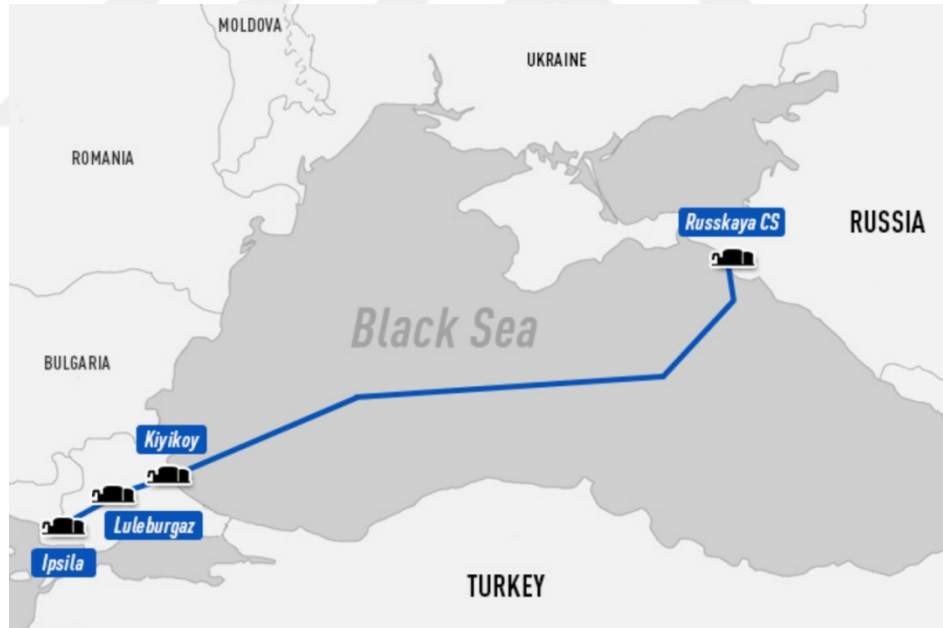 MOLDOVA
UKRAINE
ROMANIA
Russkaya CS
RUSSIA
Black Sea
BULGARIA
Kiyikoy
Luleburgaz
Ipsila
TURKEY